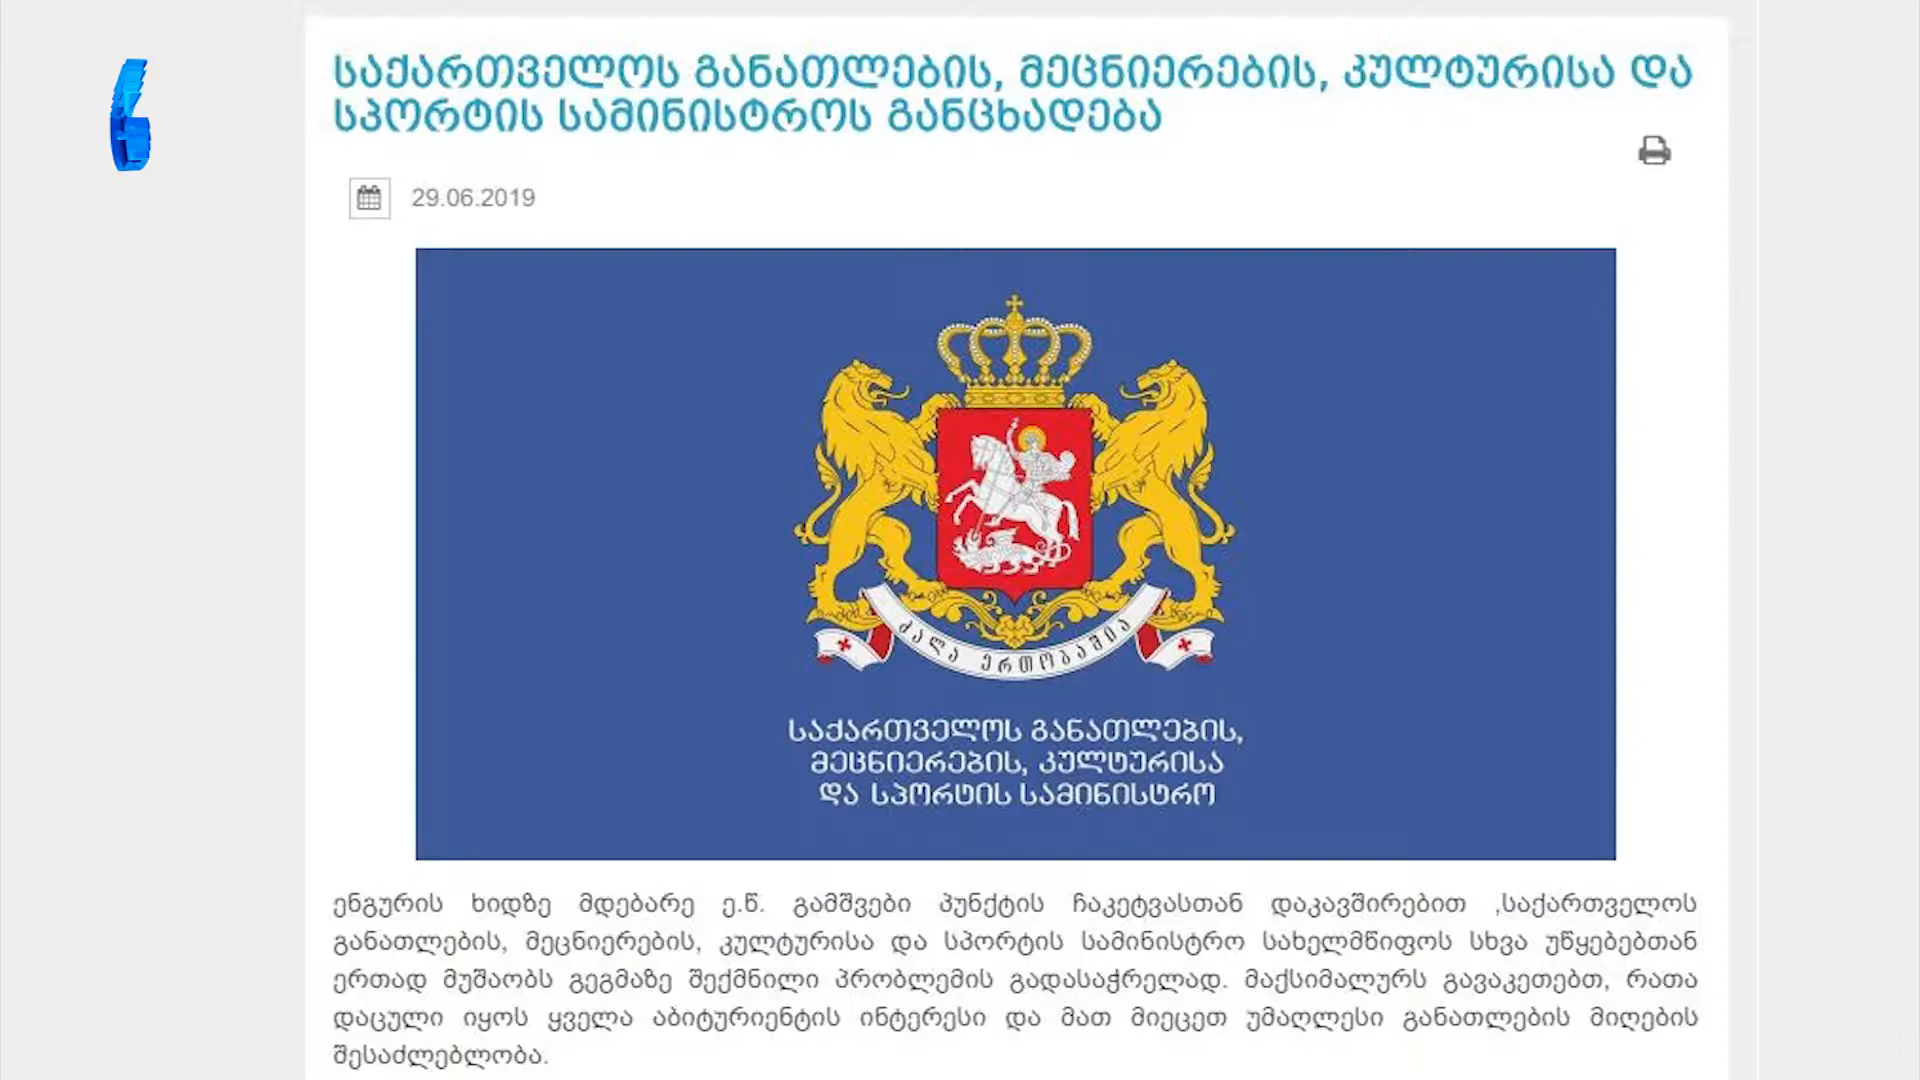 საქართველოს განათლების, მეცნიერების, კულტურისა და
სპორტის სამინისტროს განცხადება
29.06.2019
ძალა ერთობაშია
საქართველოს განათლების,
მეცნიერების, კულტურისა
და სპორტის სამინისტრო
ენგურის ხიდზე მდებარე ე.წ. გამშვები პუნქტის ჩაკეტვასთან დაკავშირებით ,საქართველოს
განათლების, მეცნიერების, კულტურისა და სპორტის სამინისტრო სახელმწიფოს სხვა უწყებებთან
ერთად მუშაობს გეგმაზე შექმნილი პრობლემის გადასაჭრელად. მაქსიმალურს გავაკეთებთ, რათა
დაცული იყოს ყველა აბიტურიენტის ინტერესი და მათ მიეცეთ უმაღლესი განათლების მიღების
შესაძლებლობა.